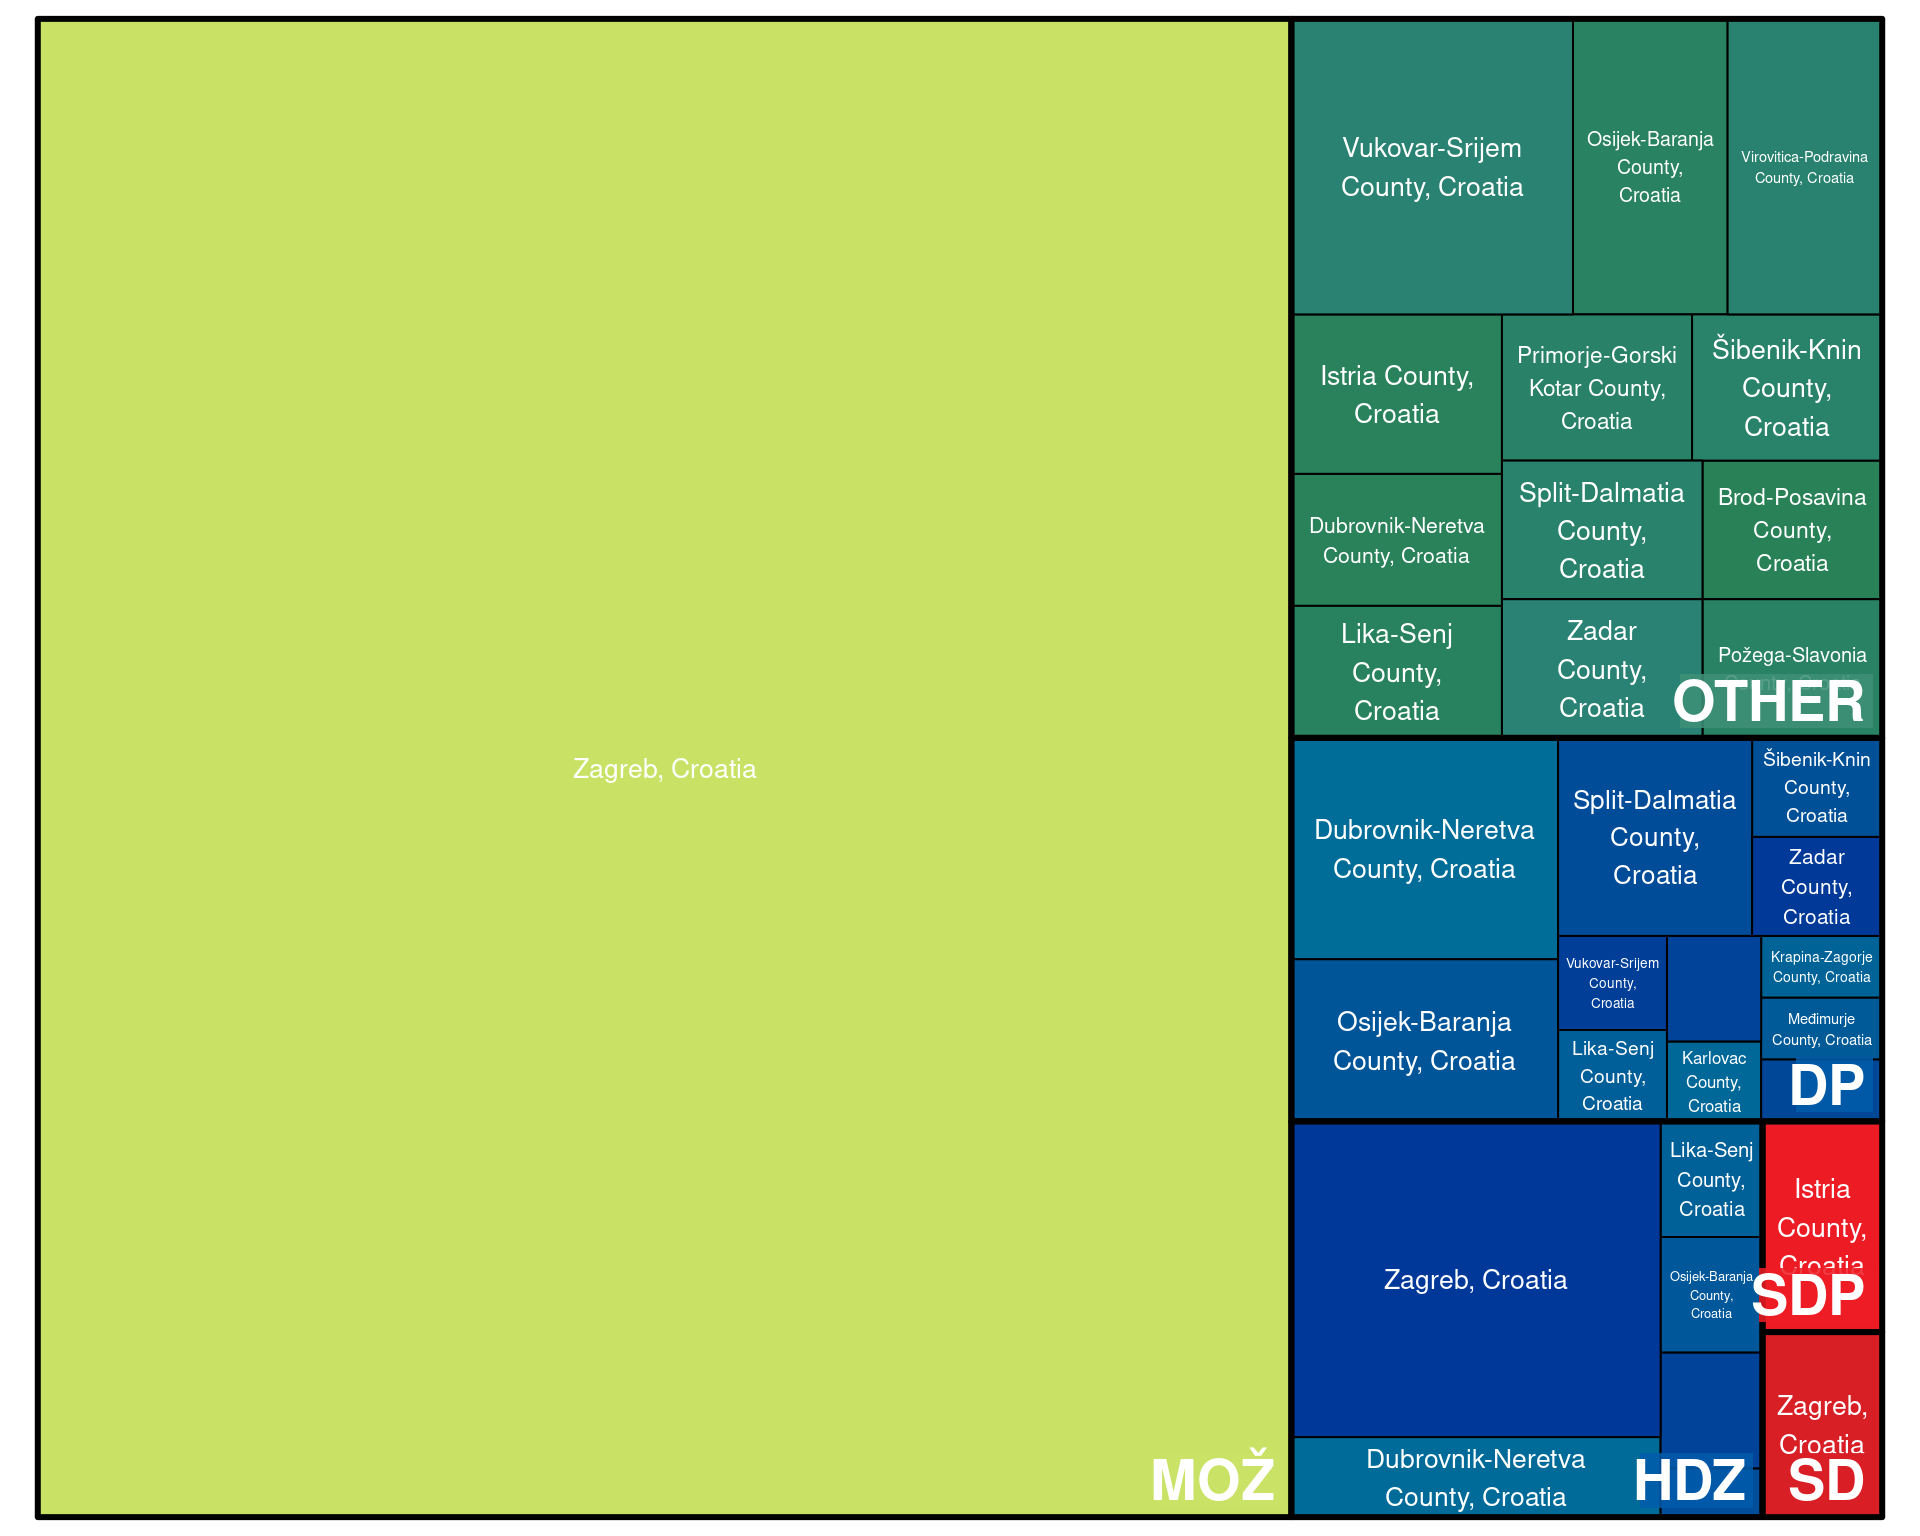 Zagreb, Croatia
MOŽ
Vukovar-Srijem
County, Croatia
Osijek-Baranja
County,
Croatia
Virovitica-Podravina
County, Croatia
Istria County,
Croatia
Primorje-Gorski
Kotar County,
Croatia
Šibenik-Knin
County,
Croatia
Dubrovnik-Neretva
County, Croatia
Split-Dalmatia
County,
Croatia
Brod-Posavina
County,
Croatia
Lika-Senj
County,
Croatia
Zadar
County,
Croatia
Požega-Slavonia
OTHER
Dubrovnik-Neretva
County, Croatia
Split-Dalmatia
County,
Croatia
Šibenik-Knin
County,
Croatia
Zadar
County,
Croatia
Osijek-Baranja
County, Croatia
Vukovar-Srijem
County,
Croatia
Krapina-Zagorje
County, Croatia
Međimurje
County, Croatia
Lika-Senj
County,
Croatia
Karlovac
County,
Croatia
DP
Zagreb, Croatia
Lika-Senj
County,
Croatia
Osijek-Baranja
County,
Croatia
Dubrovnik-Neretva
County, Croatia
HDZ
Istria
County,
Croatia
SDP
Zagreb,
Croatia
SD